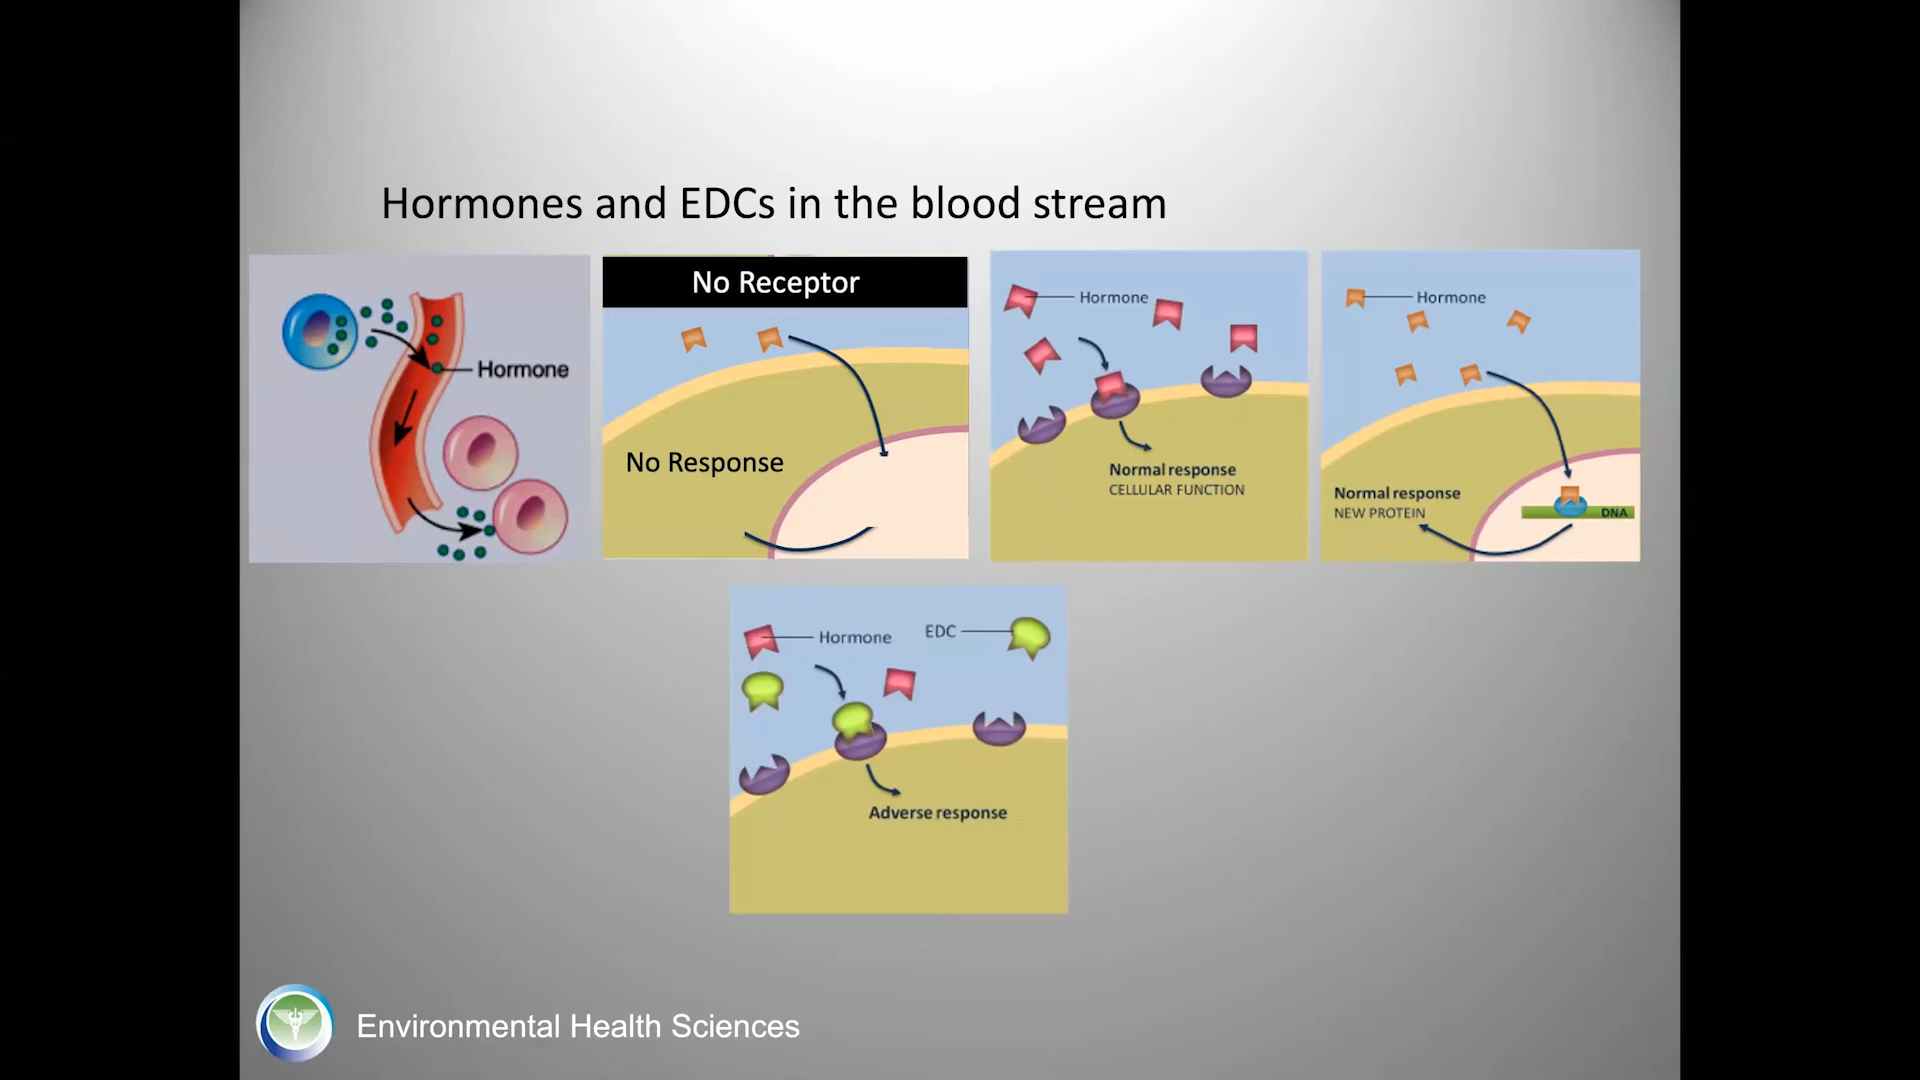 Hormones and EDCs in the blood stream
Hormone
No Receptor
No Response
Hormone
Normal response
CELLULAR FUNCTION
Hormone
Normal response
NEW PROTEIN
DNA
Hormone
EDC
Adverse response
Environmental Health Sciences